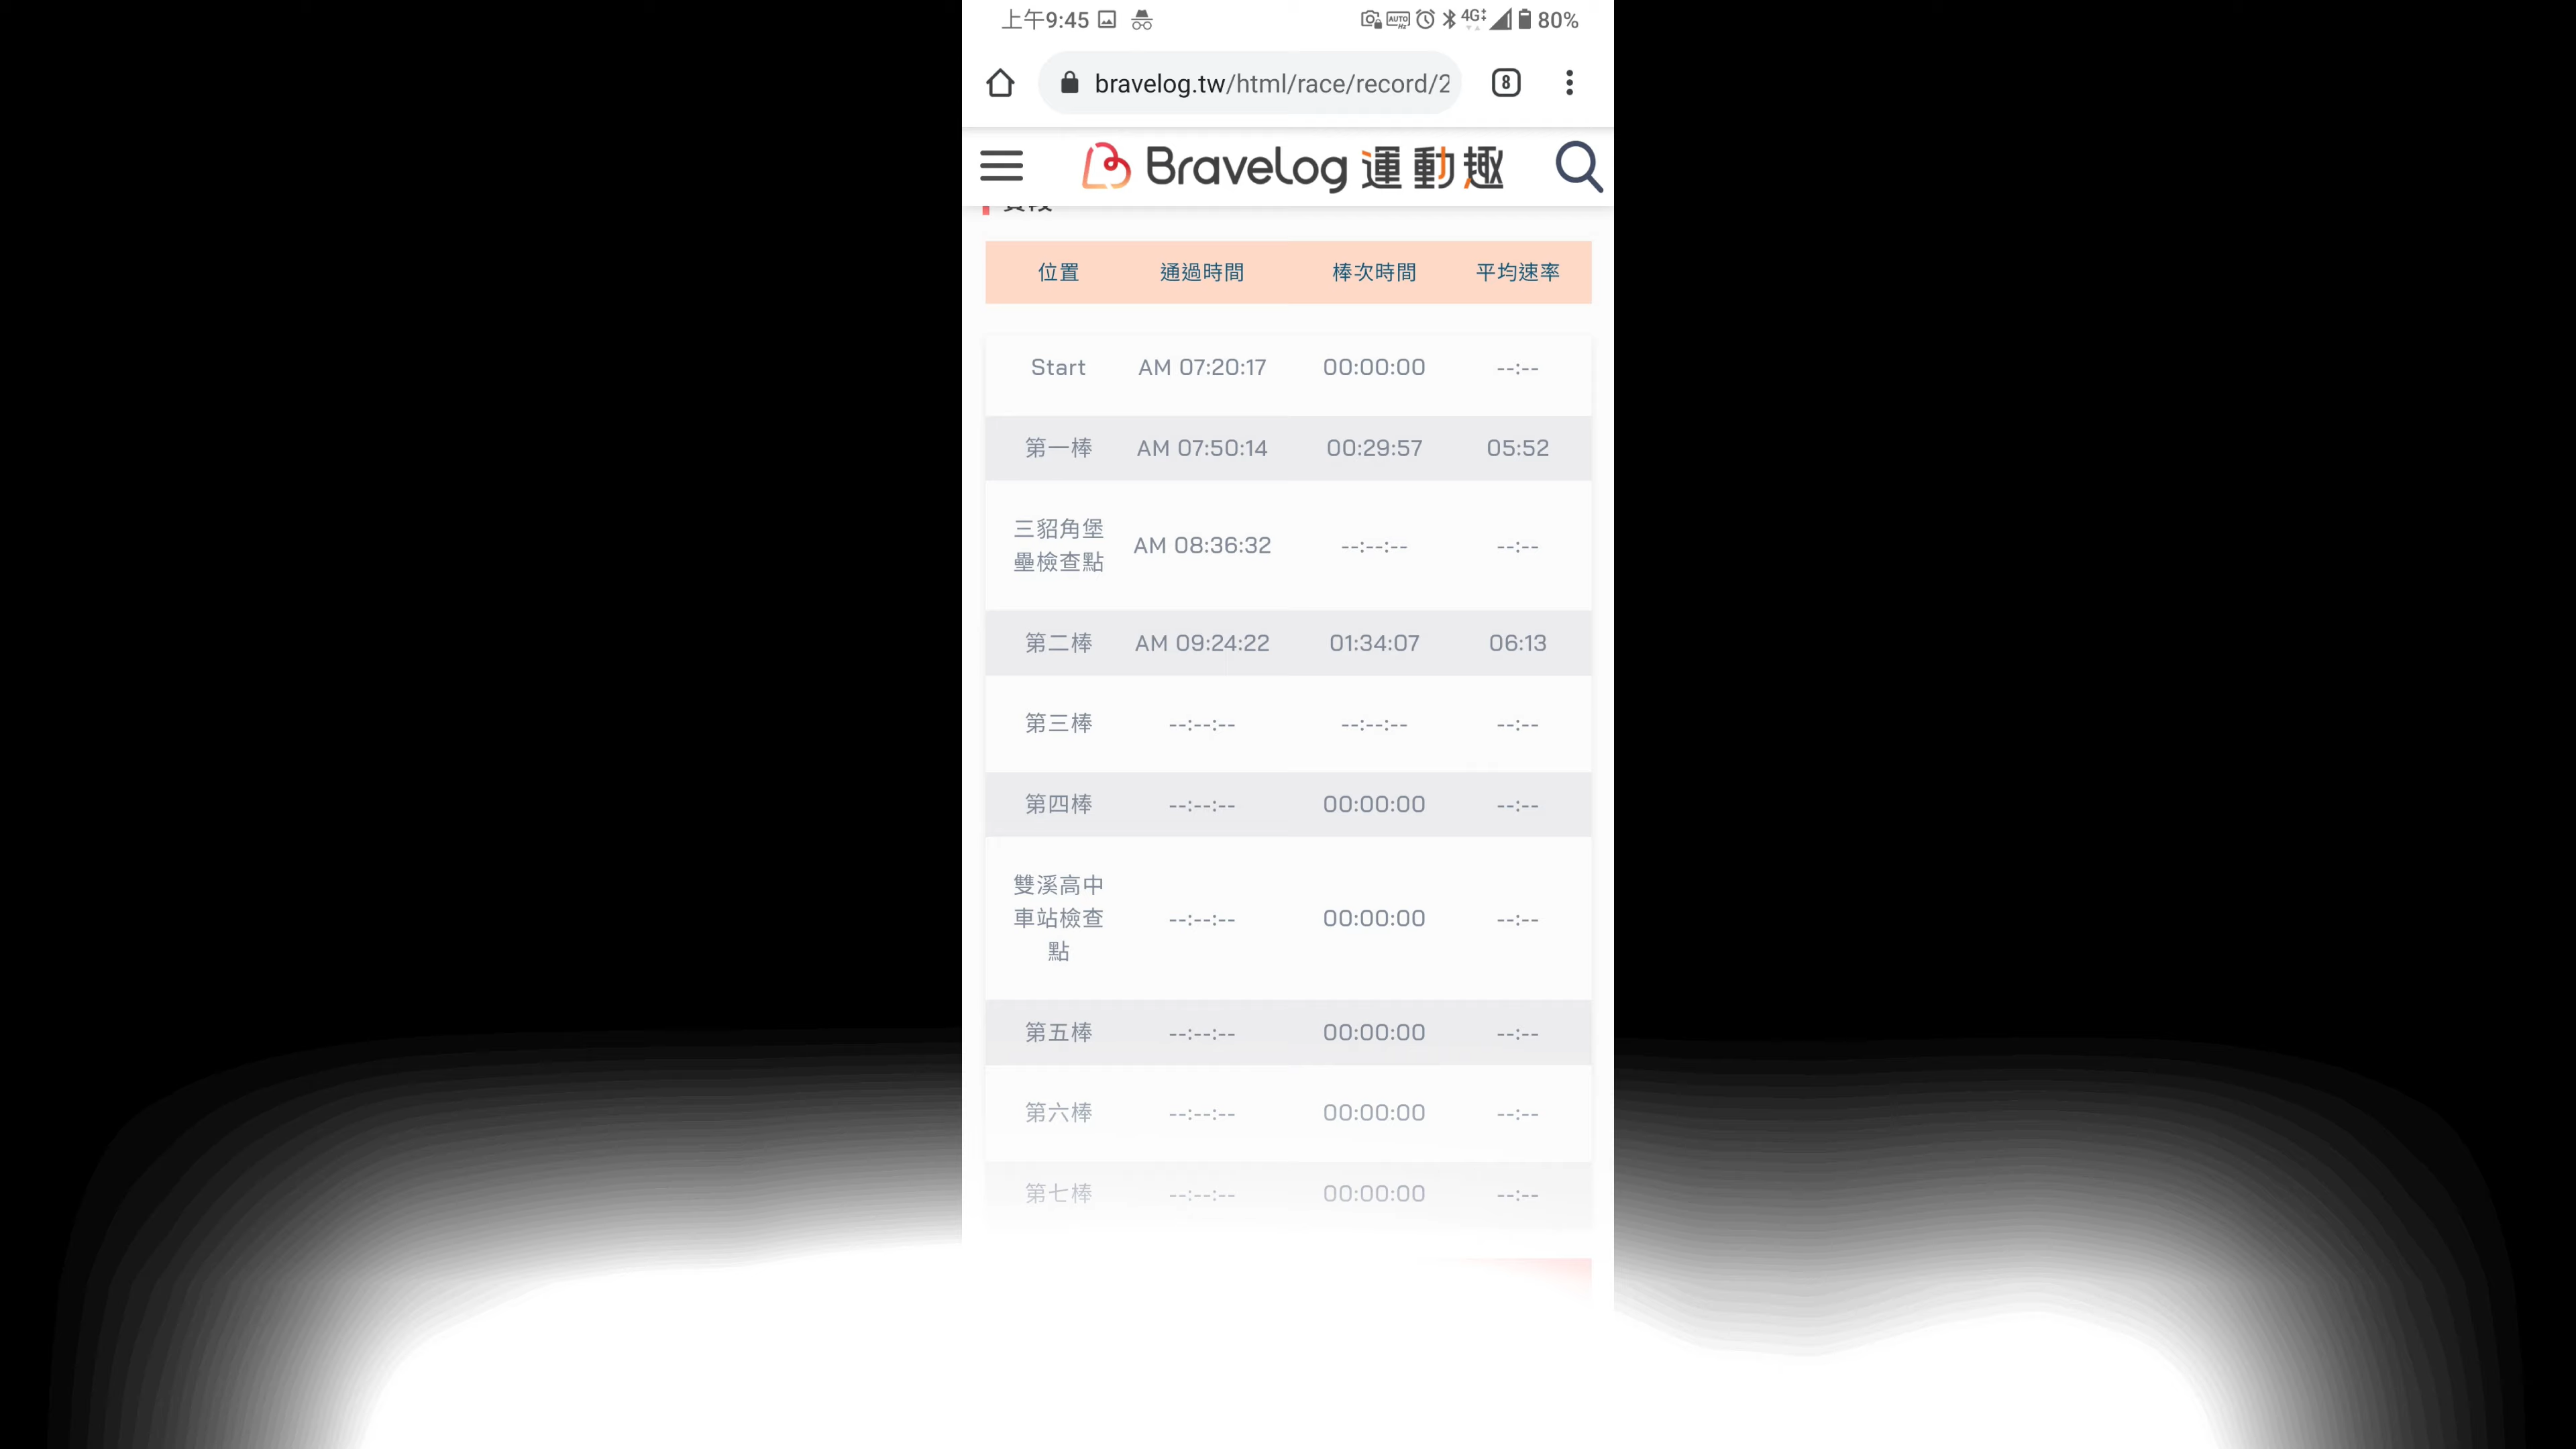 上午9:45 80%
bravelog.tw/html/race/record/2 8
BraveLog 運動趣
位置 通過時間 棒次時間 平均速率
Start AM 07:20:17 00:00:00 --:--
第一棒 AM 07:50:14 00:29:57 05:52
三貂角堡
壘檢查點 AM 08:36:32 --:--:-- --:--
第二棒 AM 09:24:22 01:34:07 06:13
第三棒 --:--:-- --:--:-- --:--
第四棒 --:--:-- 00:00:00 --:--
雙溪高中
車站檢查 --:--:-- 00:00:00 --:--
點
第五棒 --:--:-- 00:00:00 --:--
第六棒 --:--:-- 00:00:00 --:--
第七棒 --:--:-- 00:00:00 --:--